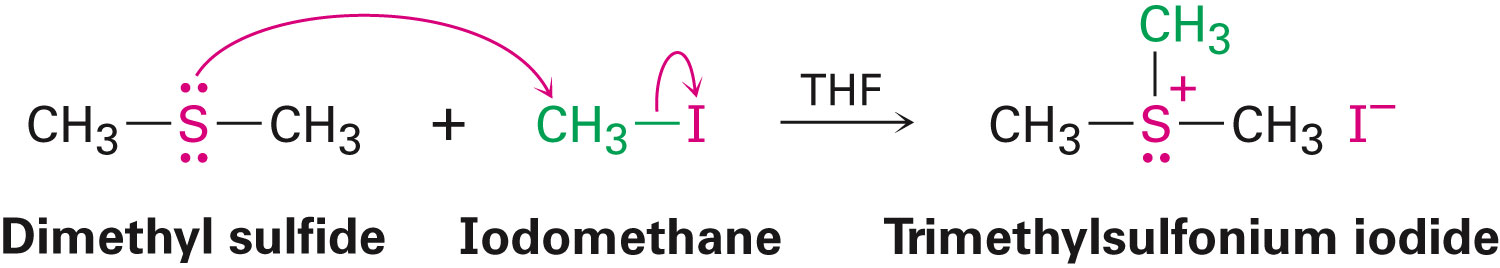 CH₃
THF
CH₃—S̈—CH₃ + CH₃—I → CH₃—S⁺—CH₃ I⁻
Dimethyl sulfide Iodomethane Trimethylsulfonium iodide